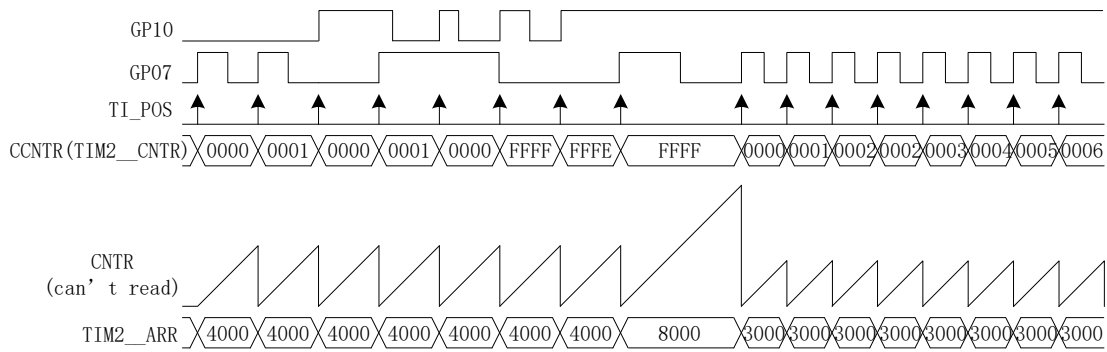 GP10
GP07
TI_POS
CCNTR(TIM2__CNTR) 0000 0001 0000 0001 0000 FFFF FFFE FFFF 0000 0001 0002 0002 0003 0004 0005 0006
CNTR
(can't read)
TIM2__ARR 4000 4000 4000 4000 4000 4000 4000 8000 3000 3000 3000 3000 3000 3000 3000 3000